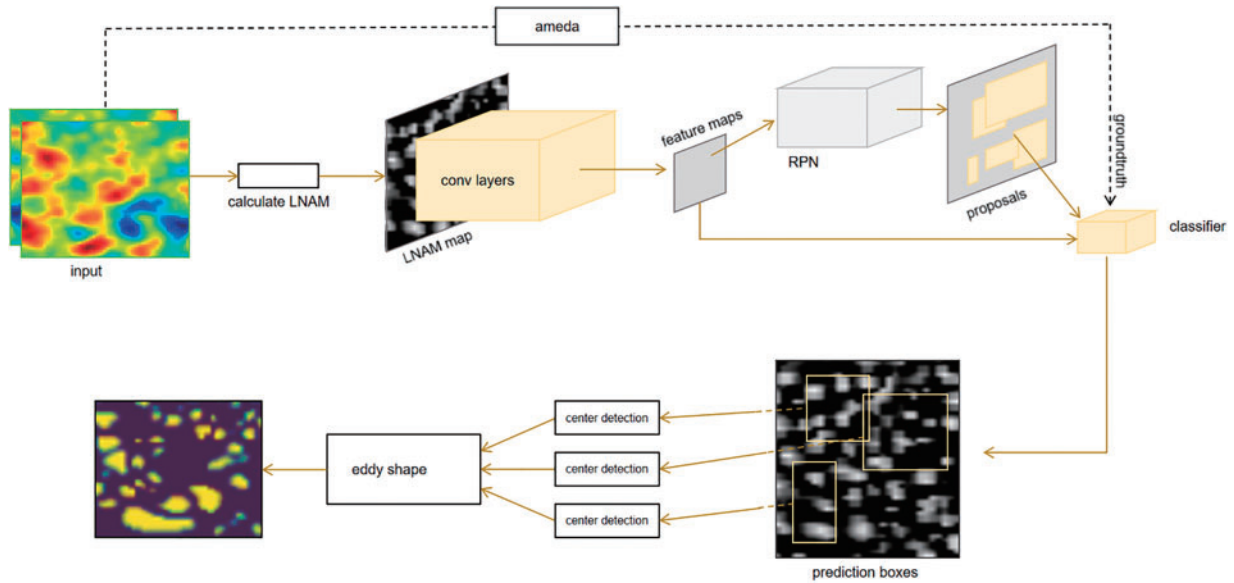 ameda
input
calculate LNAM
LNAM map
conv layers
feature maps
RPN
proposals
groundtruth
classifier
center detection
center detection
center detection
eddy shape
prediction boxes